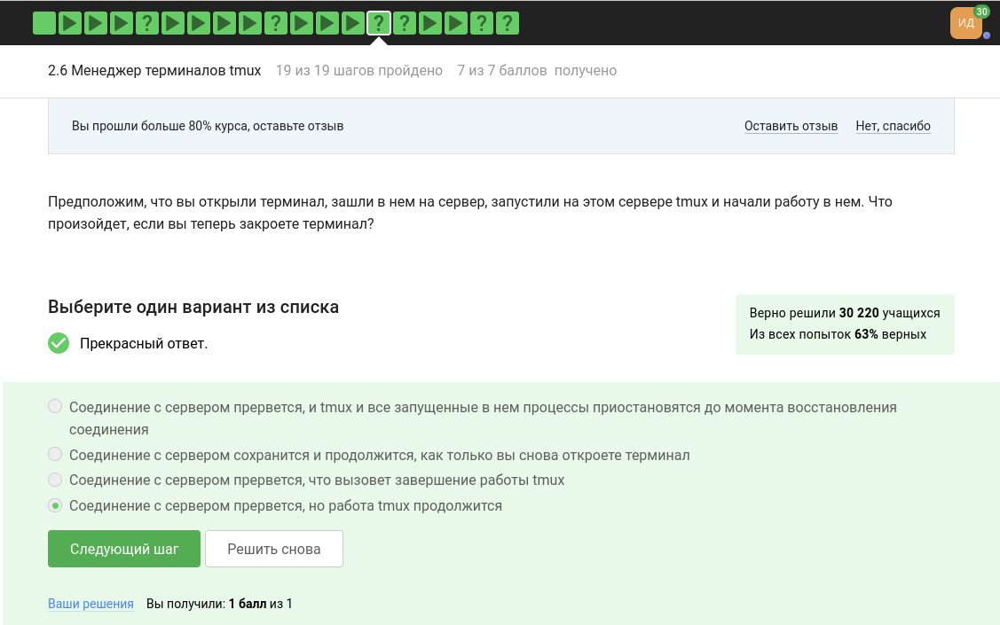 ? ? ? ? ? ?
ИД 30
2.6 Менеджер терминалов tmux 19 из 19 шагов пройдено 7 из 7 баллов получено
Вы прошли больше 80% курса, оставьте отзыв Оставить отзыв Нет, спасибо
Предположим, что вы открыли терминал, зашли в нем на сервер, запустили на этом сервере tmux и начали работу в нем. Что
произойдет, если вы теперь закроете терминал?
Выберите один вариант из списка
Прекрасный ответ.
Верно решили 30 220 учащихся
Из всех попыток 63% верных
Соединение с сервером прервется, и tmux и все запущенные в нем процессы приостановятся до момента восстановления
соединения
Соединение с сервером сохранится и продолжится, как только вы снова откроете терминал
Соединение с сервером прервется, что вызовет завершение работы tmux
Соединение с сервером прервется, но работа tmux продолжится
Следующий шаг Решить снова
Ваши решения Вы получили: 1 балл из 1